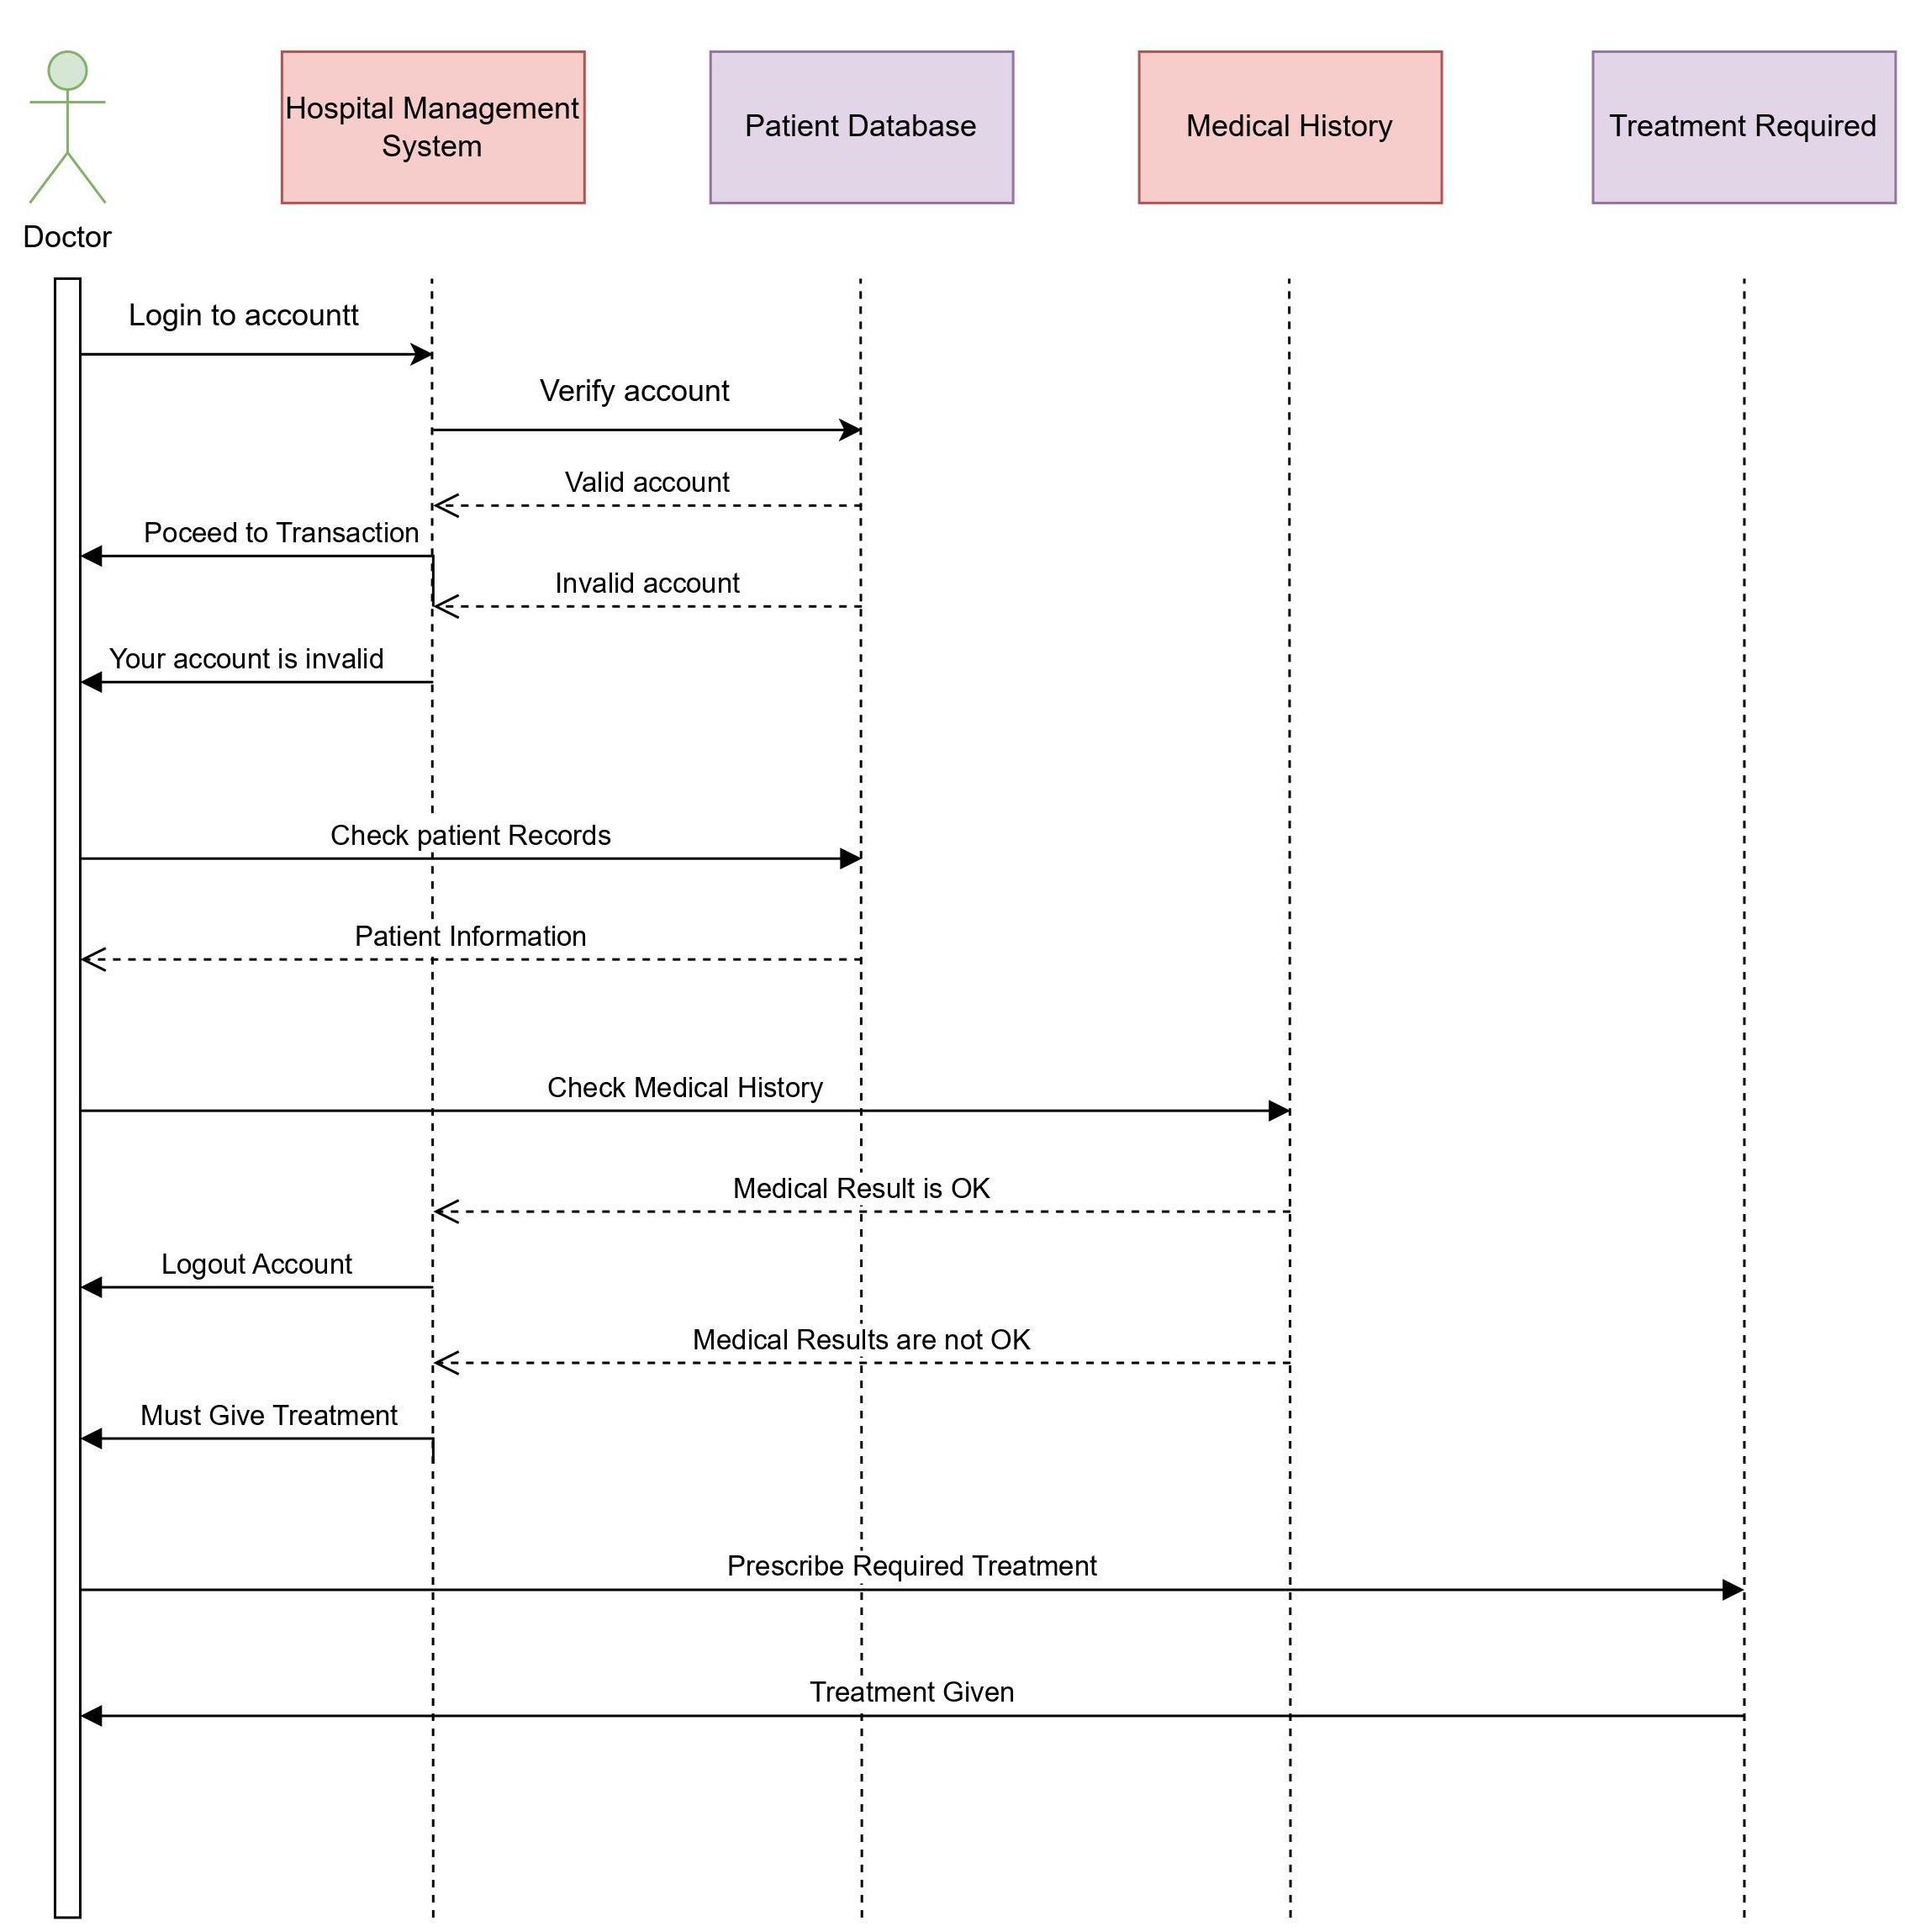 Hospital Management
System
Patient Database
Medical History
Treatment Required
Doctor
Login to accountt
Verify account
Valid account
Poceed to Transaction
Invalid account
Your account is invalid
Check patient Records
Patient Information
Check Medical History
Medical Result is OK
Logout Account
Medical Results are not OK
Must Give Treatment
Prescribe Required Treatment
Treatment Given